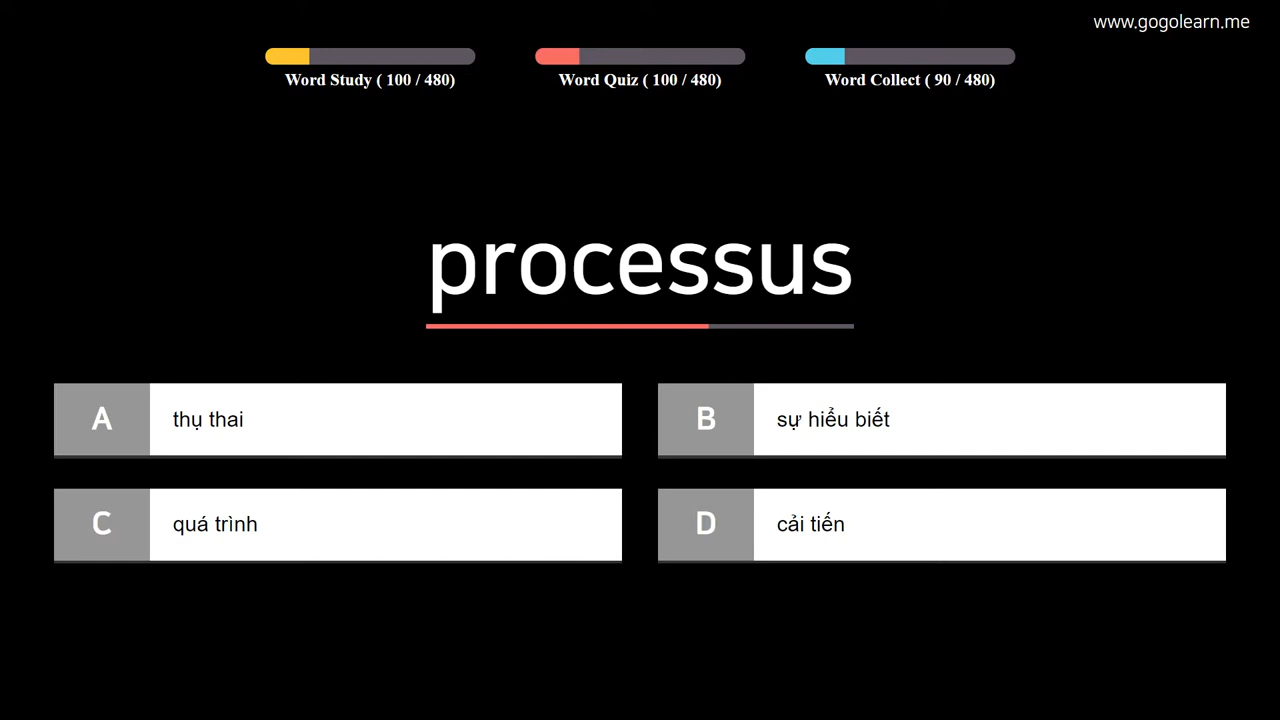 www.gogolearn.me
Word Study ( 100 / 480)
Word Quiz ( 100 / 480)
Word Collect ( 90 / 480)
processus
A
thụ thai
B
sự hiểu biết
C
quá trình
D
cải tiến